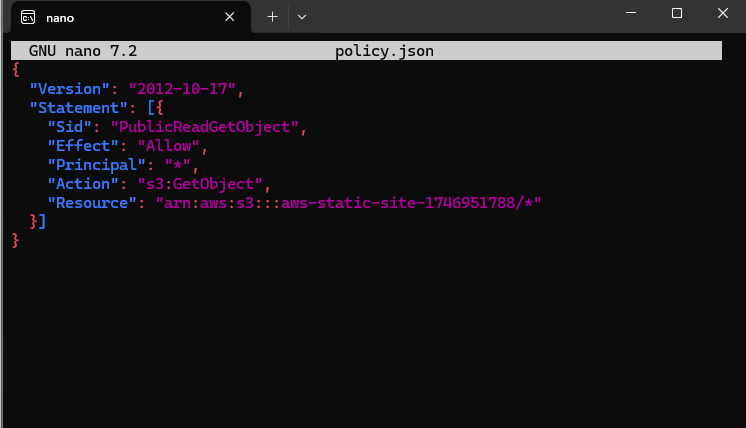 nano
GNU nano 7.2 policy.json
{
"Version": "2012-10-17",
"Statement": [{
"Sid": "PublicReadGetObject",
"Effect": "Allow",
"Principal": "*",
"Action": "s3:GetObject",
"Resource": "arn:aws:s3:::aws-static-site-1746951788/*"
}]
}